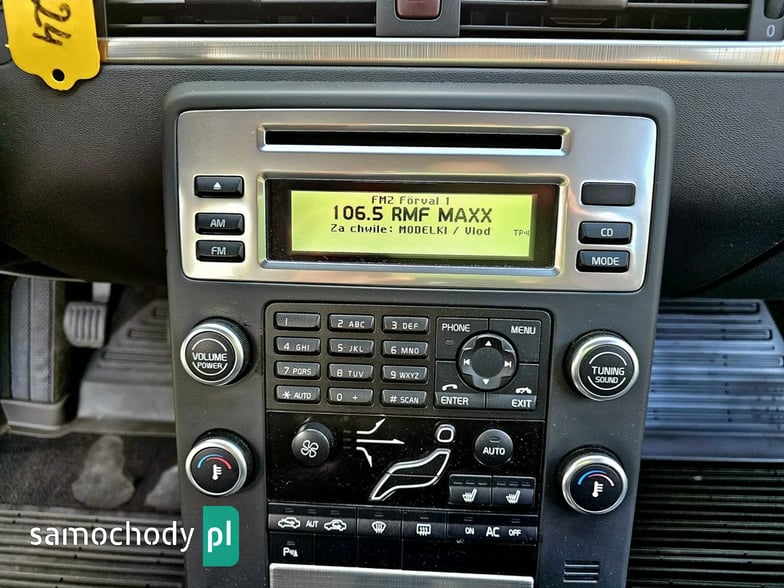 24
0
FM2 Förval 1
106.5 RMF MAXX
Za chwile: MODELKI / Vlod
TP
AM
FM
CD
MODE
1
2 ABC
3 DEF
4 GHI
5 JKL
6 MNO
7 PQRS
8 TUV
9 WXYZ
* AUTO
0 +
# SCAN
PHONE
MENU
ENTER
EXIT
VOLUME
POWER
TUNING
SOUND
AUTO
AUT
ON AC OFF
samochody pl